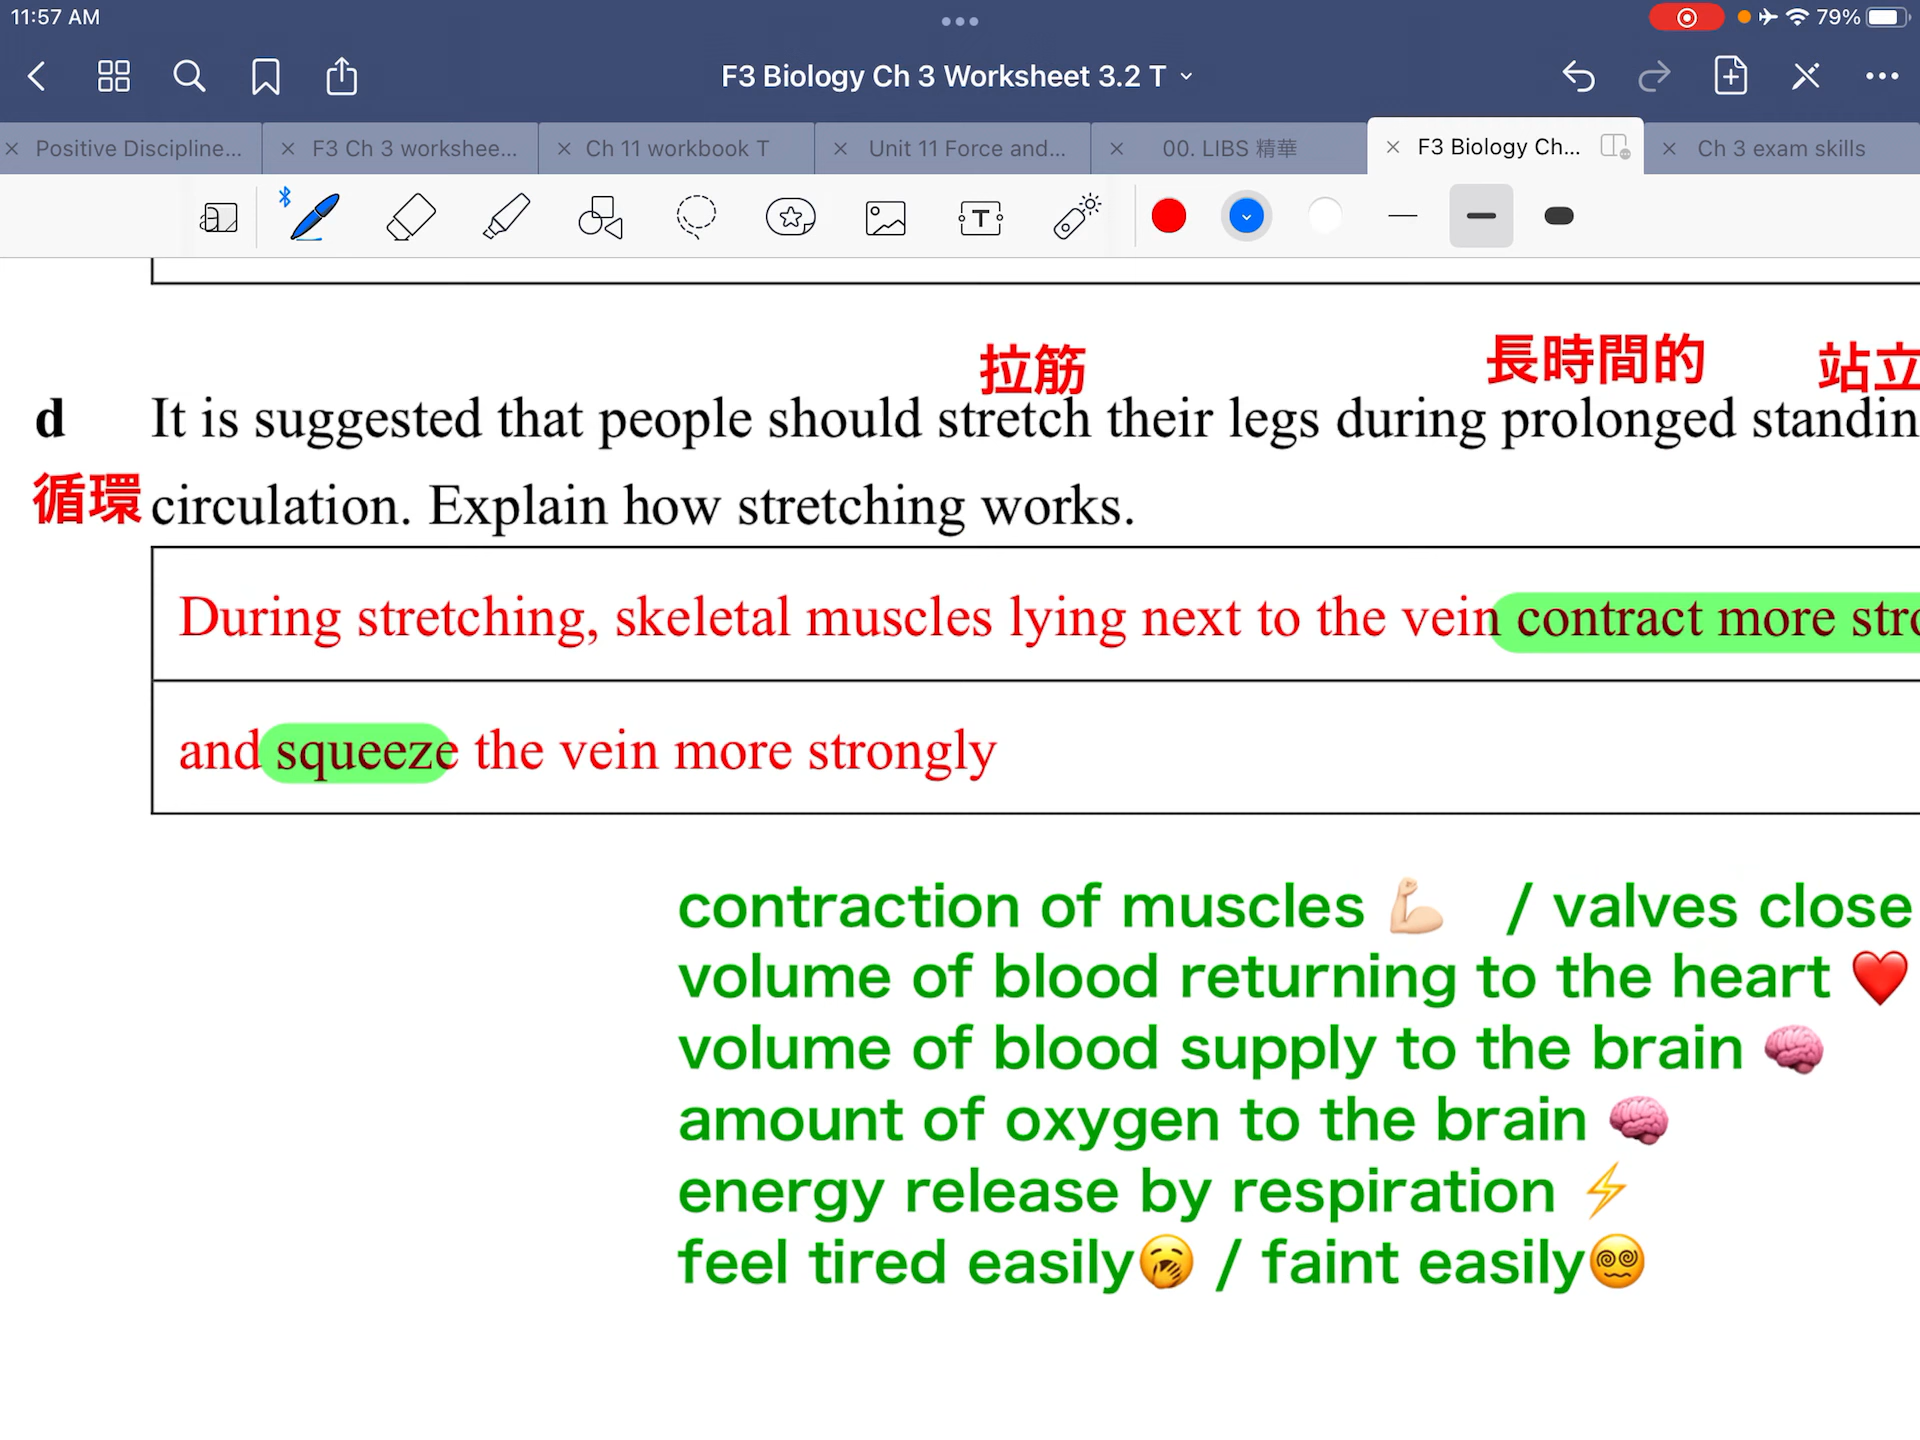 11:57 AM
79%
F3 Biology Ch 3 Worksheet 3.2 T
Positive Discipline...
F3 Ch 3 workshee...
Ch 11 workbook T
Unit 11 Force and...
00. LIBS 精華
F3 Biology Ch...
Ch 3 exam skills
拉筋 長時間的 站立
d It is suggested that people should stretch their legs during prolonged standin
循環 circulation. Explain how stretching works.
During stretching, skeletal muscles lying next to the vein contract more stro
and squeeze the vein more strongly
contraction of muscles 💪🏻 / valves close
volume of blood returning to the heart ❤️
volume of blood supply to the brain 🧠
amount of oxygen to the brain 🧠
energy release by respiration ⚡
feel tired easily🥱 / faint easily😵‍💫